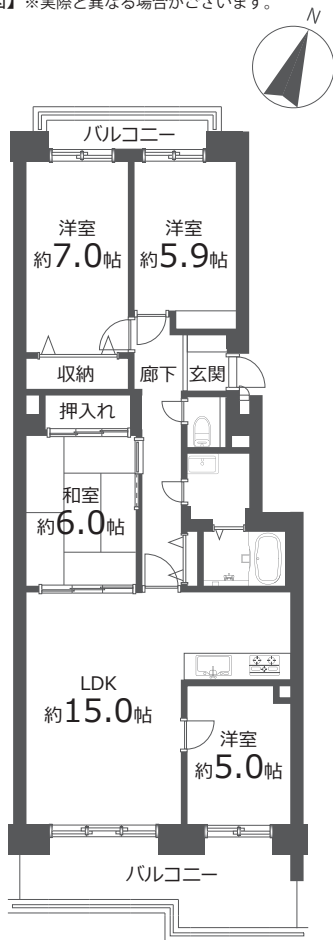 】※実際と異なる場合がございます。
N
バルコニー
洋室
約7.0帖
洋室
約5.9帖
収納
廊下
玄関
押入れ
和室
約6.0帖
LDK
約15.0帖
洋室
約5.0帖
バルコニー